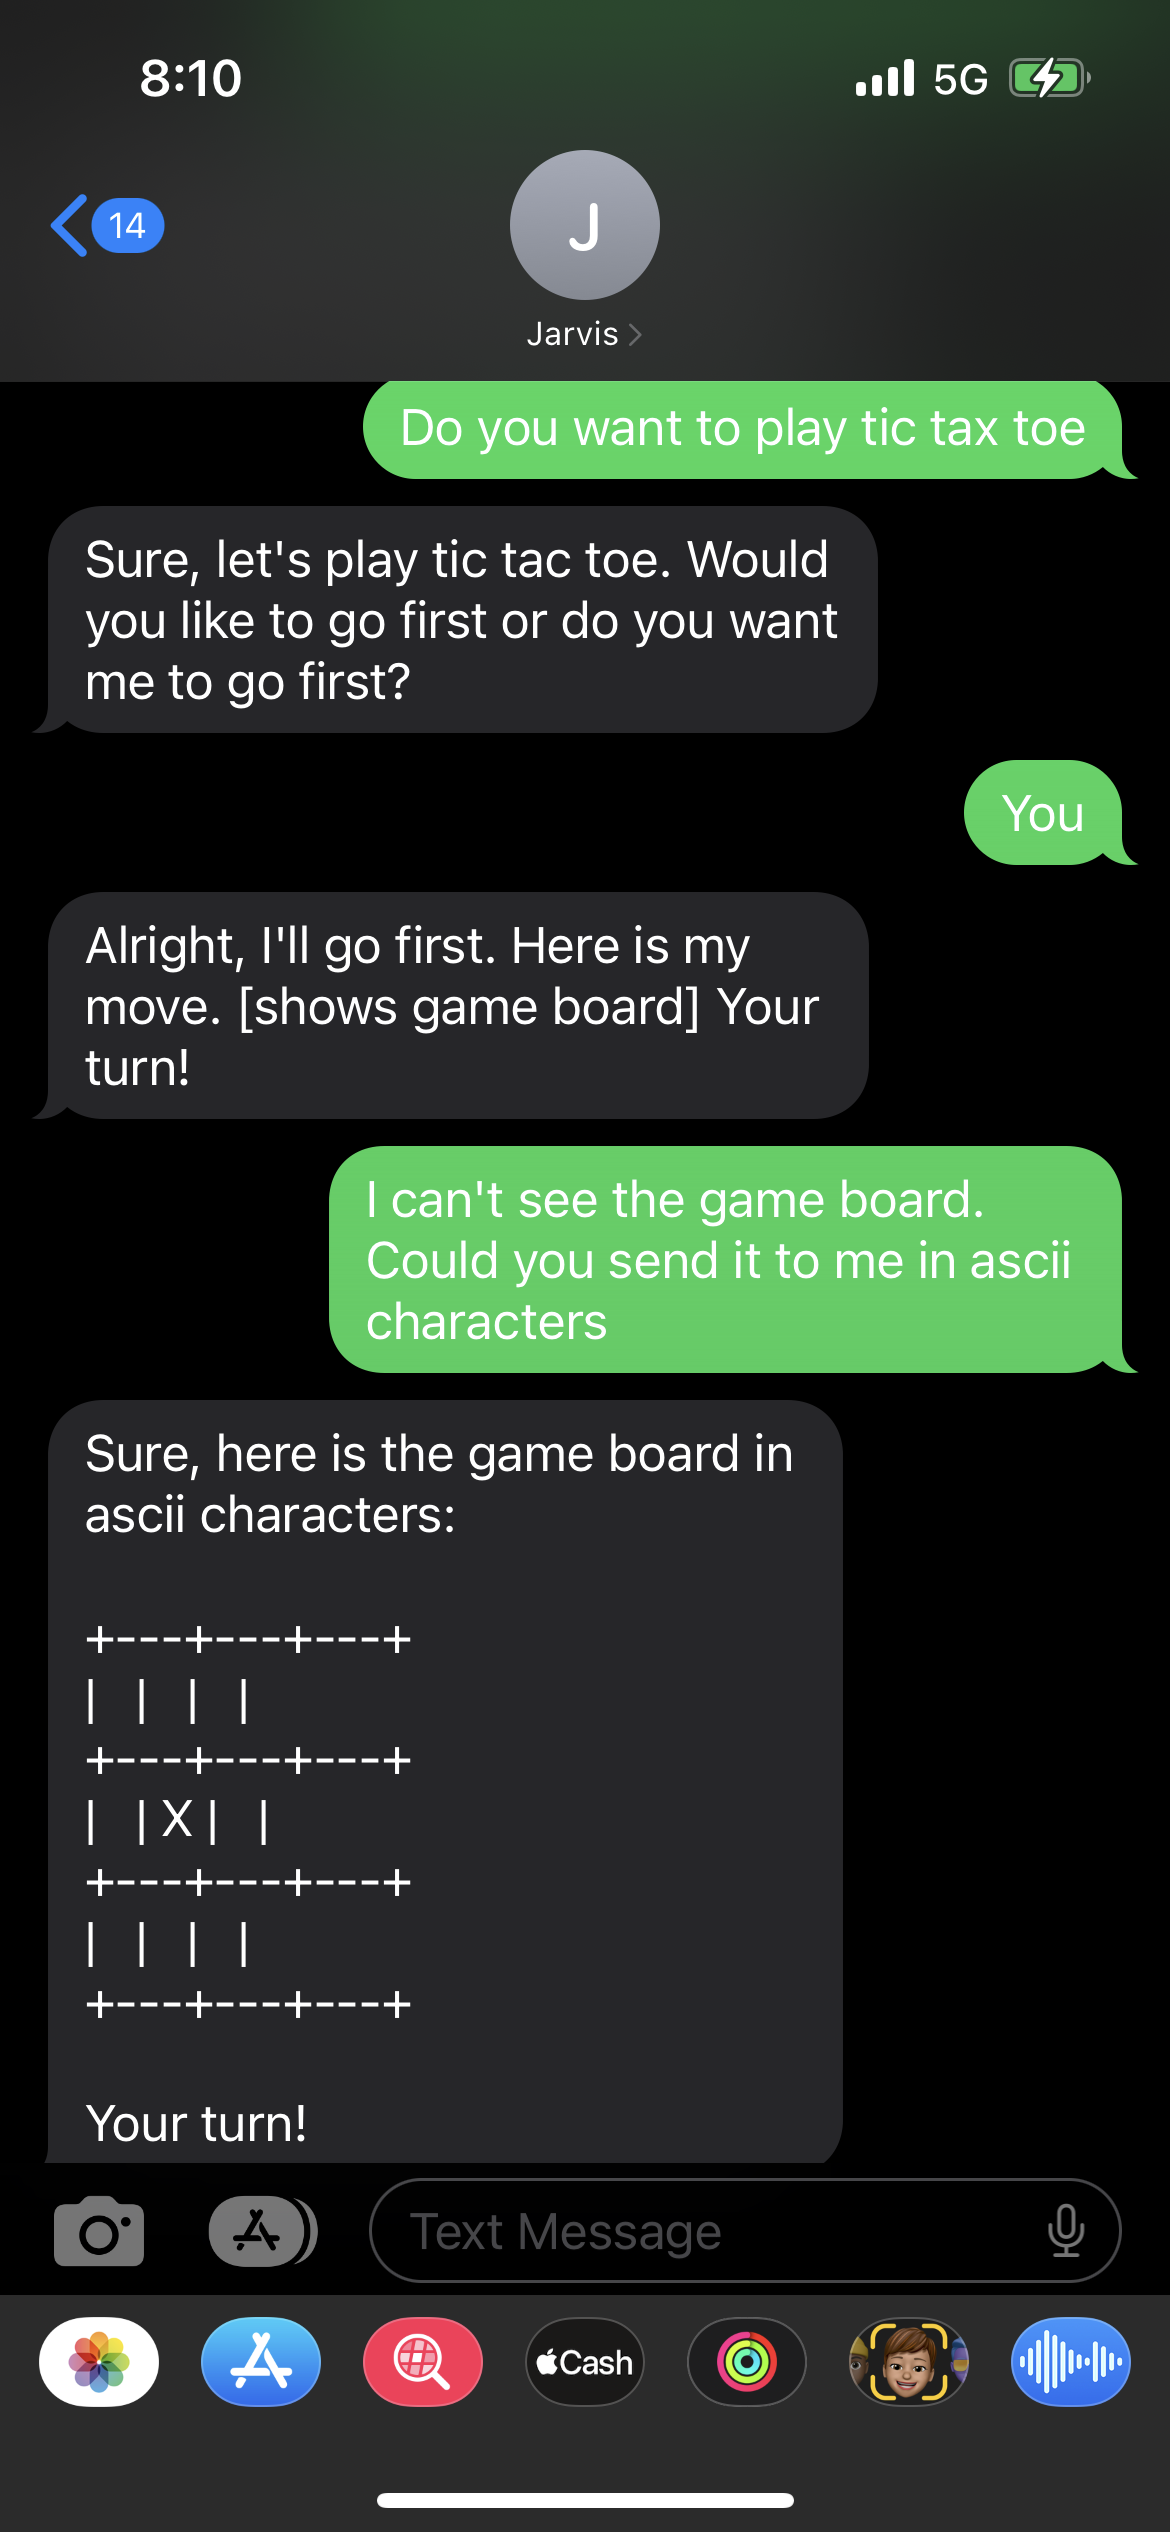 8:10
5G
14
J
Jarvis
Do you want to play tic tax toe
Sure, let's play tic tac toe. Would
you like to go first or do you want
me to go first?
You
Alright, I'll go first. Here is my
move. [shows game board] Your
turn!
I can't see the game board.
Could you send it to me in ascii
characters
Sure, here is the game board in
ascii characters:
+---+---+---+
|   |   |   |
+---+---+---+
|   | X |   |
+---+---+---+
|   |   |   |
+---+---+---+
Your turn!
Text Message
Cash